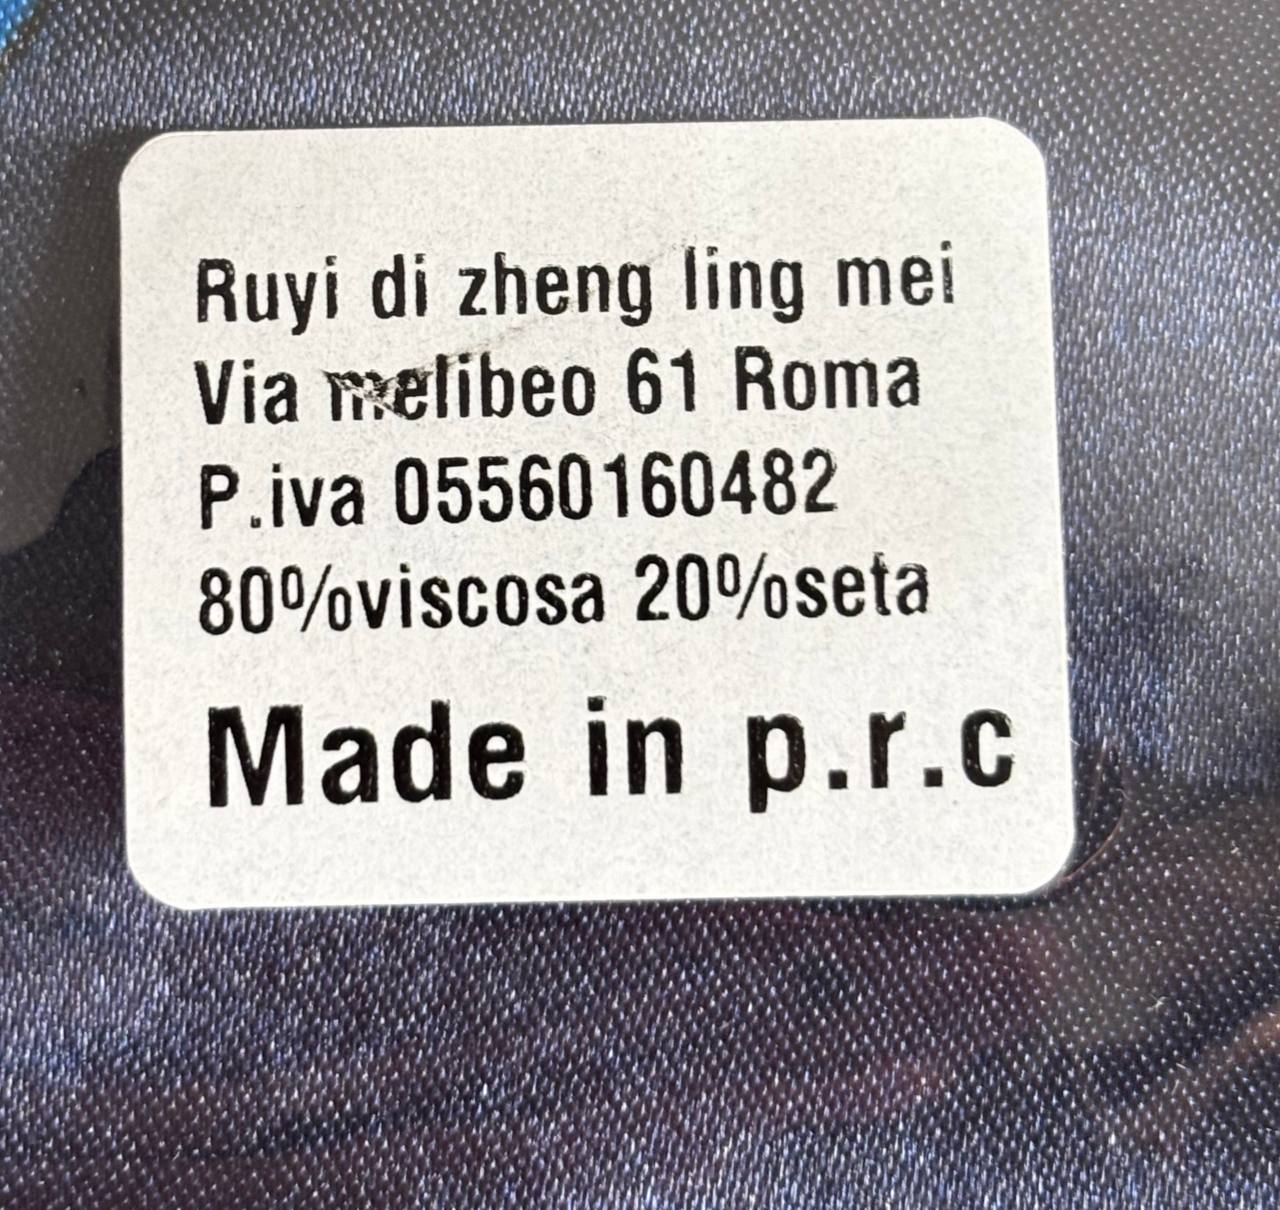 Ruyi di zheng ling mei
Via melibeo 61 Roma
P.iva 05560160482
80%viscosa 20%seta
Made in p.r.c